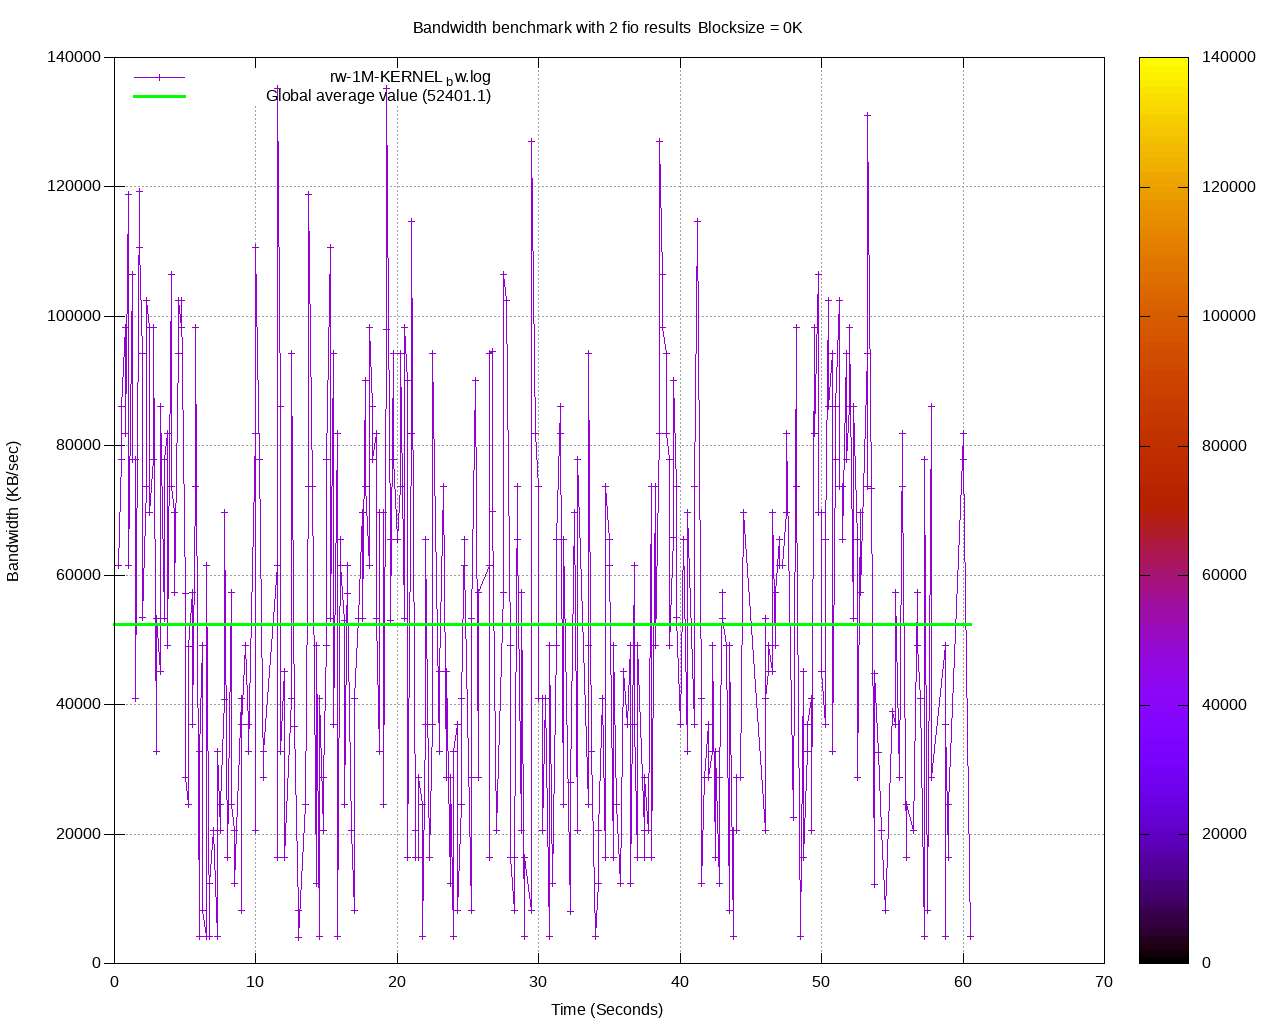 Bandwidth benchmark with 2 fio results Blocksize = 0K
rw-1M-KERNELbw.log
Global average value (52401.1)
Bandwidth (KB/sec)
140000
120000
100000
80000
60000
40000
20000
0
0 10 20 30 40 50 60 70
Time (Seconds)
140000
120000
100000
80000
60000
40000
20000
0